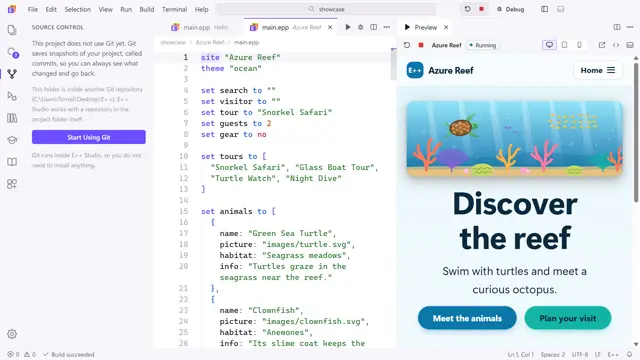 File Edit Selection View Run Build Terminal Help
showcase
Debug
SOURCE CONTROL
This project does not use Git yet. Git
saves snapshots of your project, called
commits, so you can always see what
changed and go back.
This folder is inside another Git repository
Studio works with a repository in the
project folder itself.
Start Using Git
Git runs inside E++ Studio, so you do not
need to install anything.
main.epp Hello
main.epp Azure Reef
showcase > Azure Reef > main.epp
1 site "Azure Reef"
2 theme "ocean"
3
4 set search to ""
5 set visitor to ""
6 set tour to "Snorkel Safari"
7 set guests to 2
8 set gear to no
9
10 set tours to [
11 "Snorkel Safari", "Glass Boat Tour",
12 "Turtle Watch", "Night Dive"
13 ]
14
15 set animals to [
16 {
17 name: "Green Sea Turtle",
18 picture: "images/turtle.svg",
19 habitat: "Seagrass meadows",
20 info: "Turtles graze in the
seagrass near the reef."
21 },
22 {
23 name: "Clownfish",
24 picture: "images/clownfish.svg",
25 habitat: "Anemones",
26 info: "Its slime coat keeps the
Preview
Azure Reef Running
E++ Azure Reef
Home
Discover
the reef
Swim with turtles and meet a
curious octopus.
Meet the animals
Plan your visit
0 0 Build succeeded
Ln 1, Col 1 Spaces: 2 UTF-8 LF E++